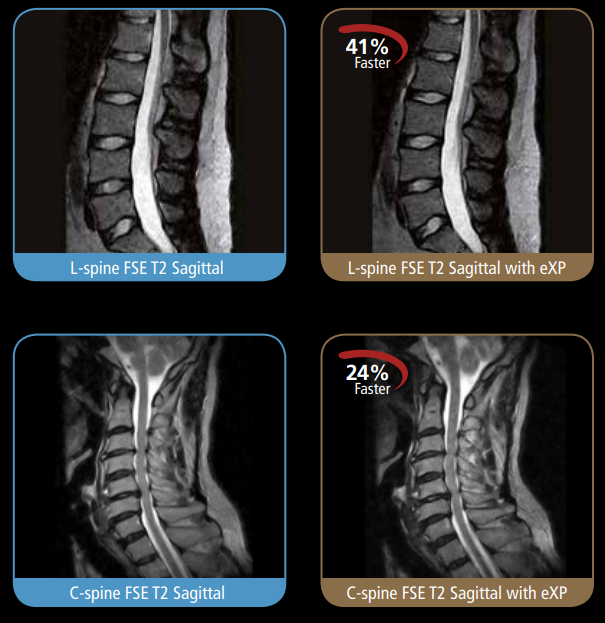 41%
Faster
L-spine FSE T2 Sagittal
L-spine FSE T2 Sagittal with eXP
24%
Faster
C-spine FSE T2 Sagittal
C-spine FSE T2 Sagittal with eXP